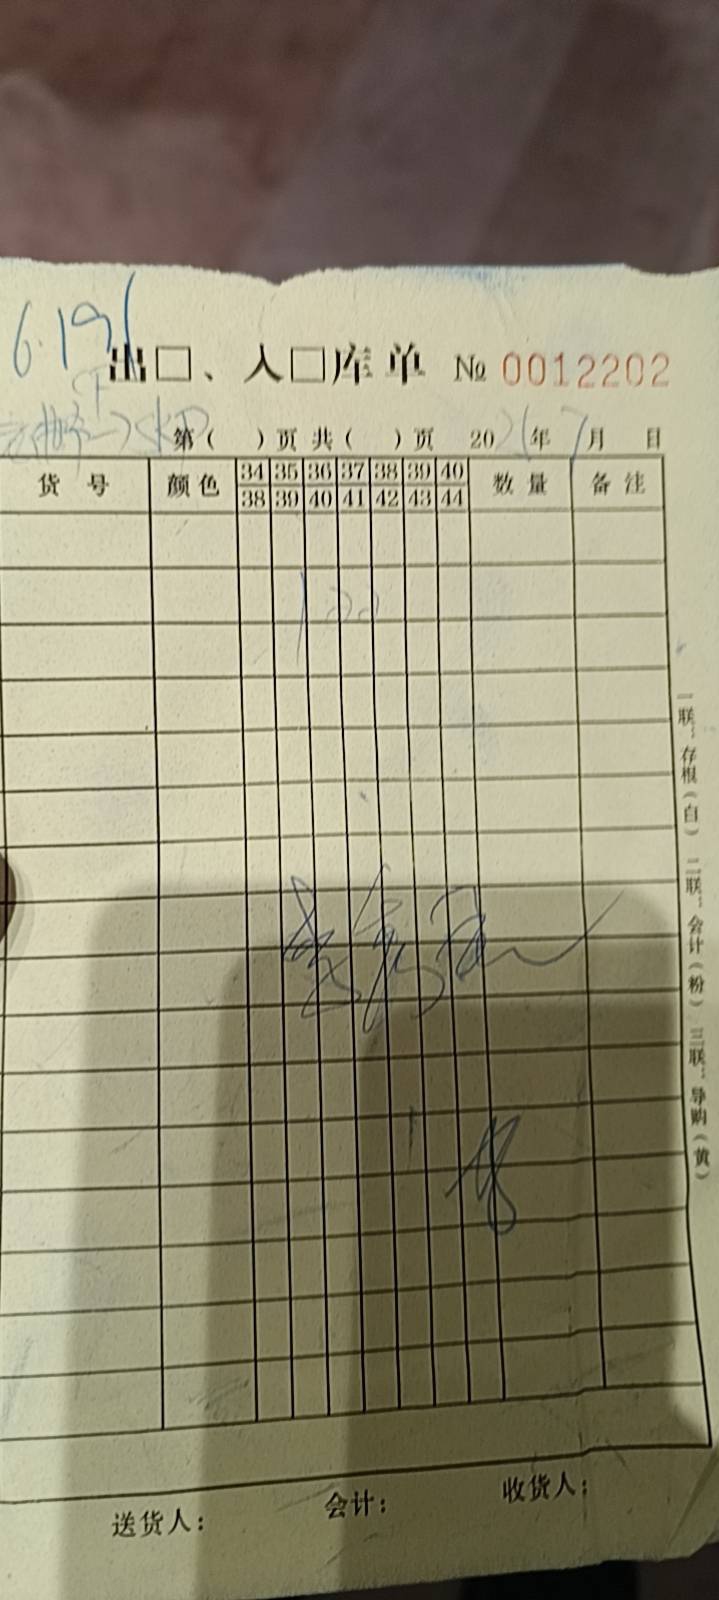 6.19
出□、入□库单 № 0012202
第( )页 共( )页 20 年 7月 日
货号 颜色 34 35 36 37 38 39 40 数量 备注
38 39 40 41 42 43 44
100
一联：存根(白) 二联：会计(粉) 三联：导购(黄)
送货人： 会计： 收货人：